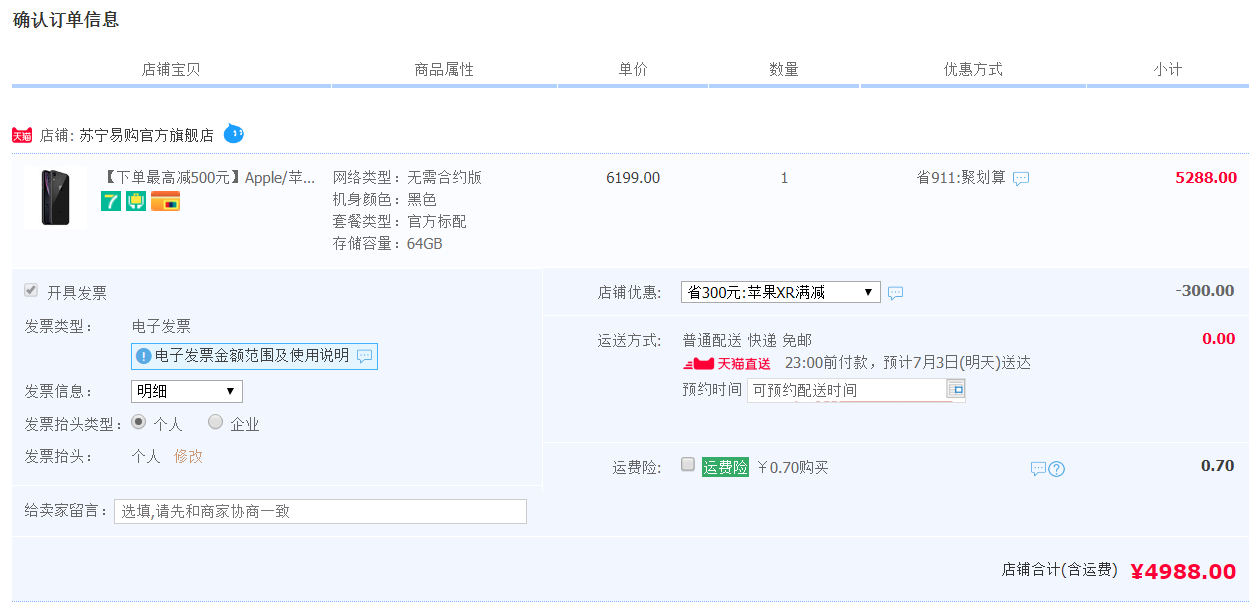 确认订单信息
店铺宝贝 商品属性 单价 数量 优惠方式 小计
天猫 店铺: 苏宁易购官方旗舰店
【下单最高减500元】Apple/苹... 网络类型：无需合约版 6199.00 1 省911:聚划算 5288.00
7 机身颜色：黑色
套餐类型：官方标配
存储容量：64GB
开具发票
发票类型： 电子发票
电子发票金额范围及使用说明
发票信息： 明细
发票抬头类型： 个人 企业
发票抬头： 个人 修改
给卖家留言： 选填,请先和商家协商一致
店铺优惠: 省300元:苹果XR满减 -300.00
运送方式: 普通配送 快递 免邮 0.00
天猫直送 23:00前付款，预计7月3日(明天)送达
预约时间 可预约配送时间
运费险: 运费险 ￥0.70购买 0.70
店铺合计(含运费) ¥4988.00